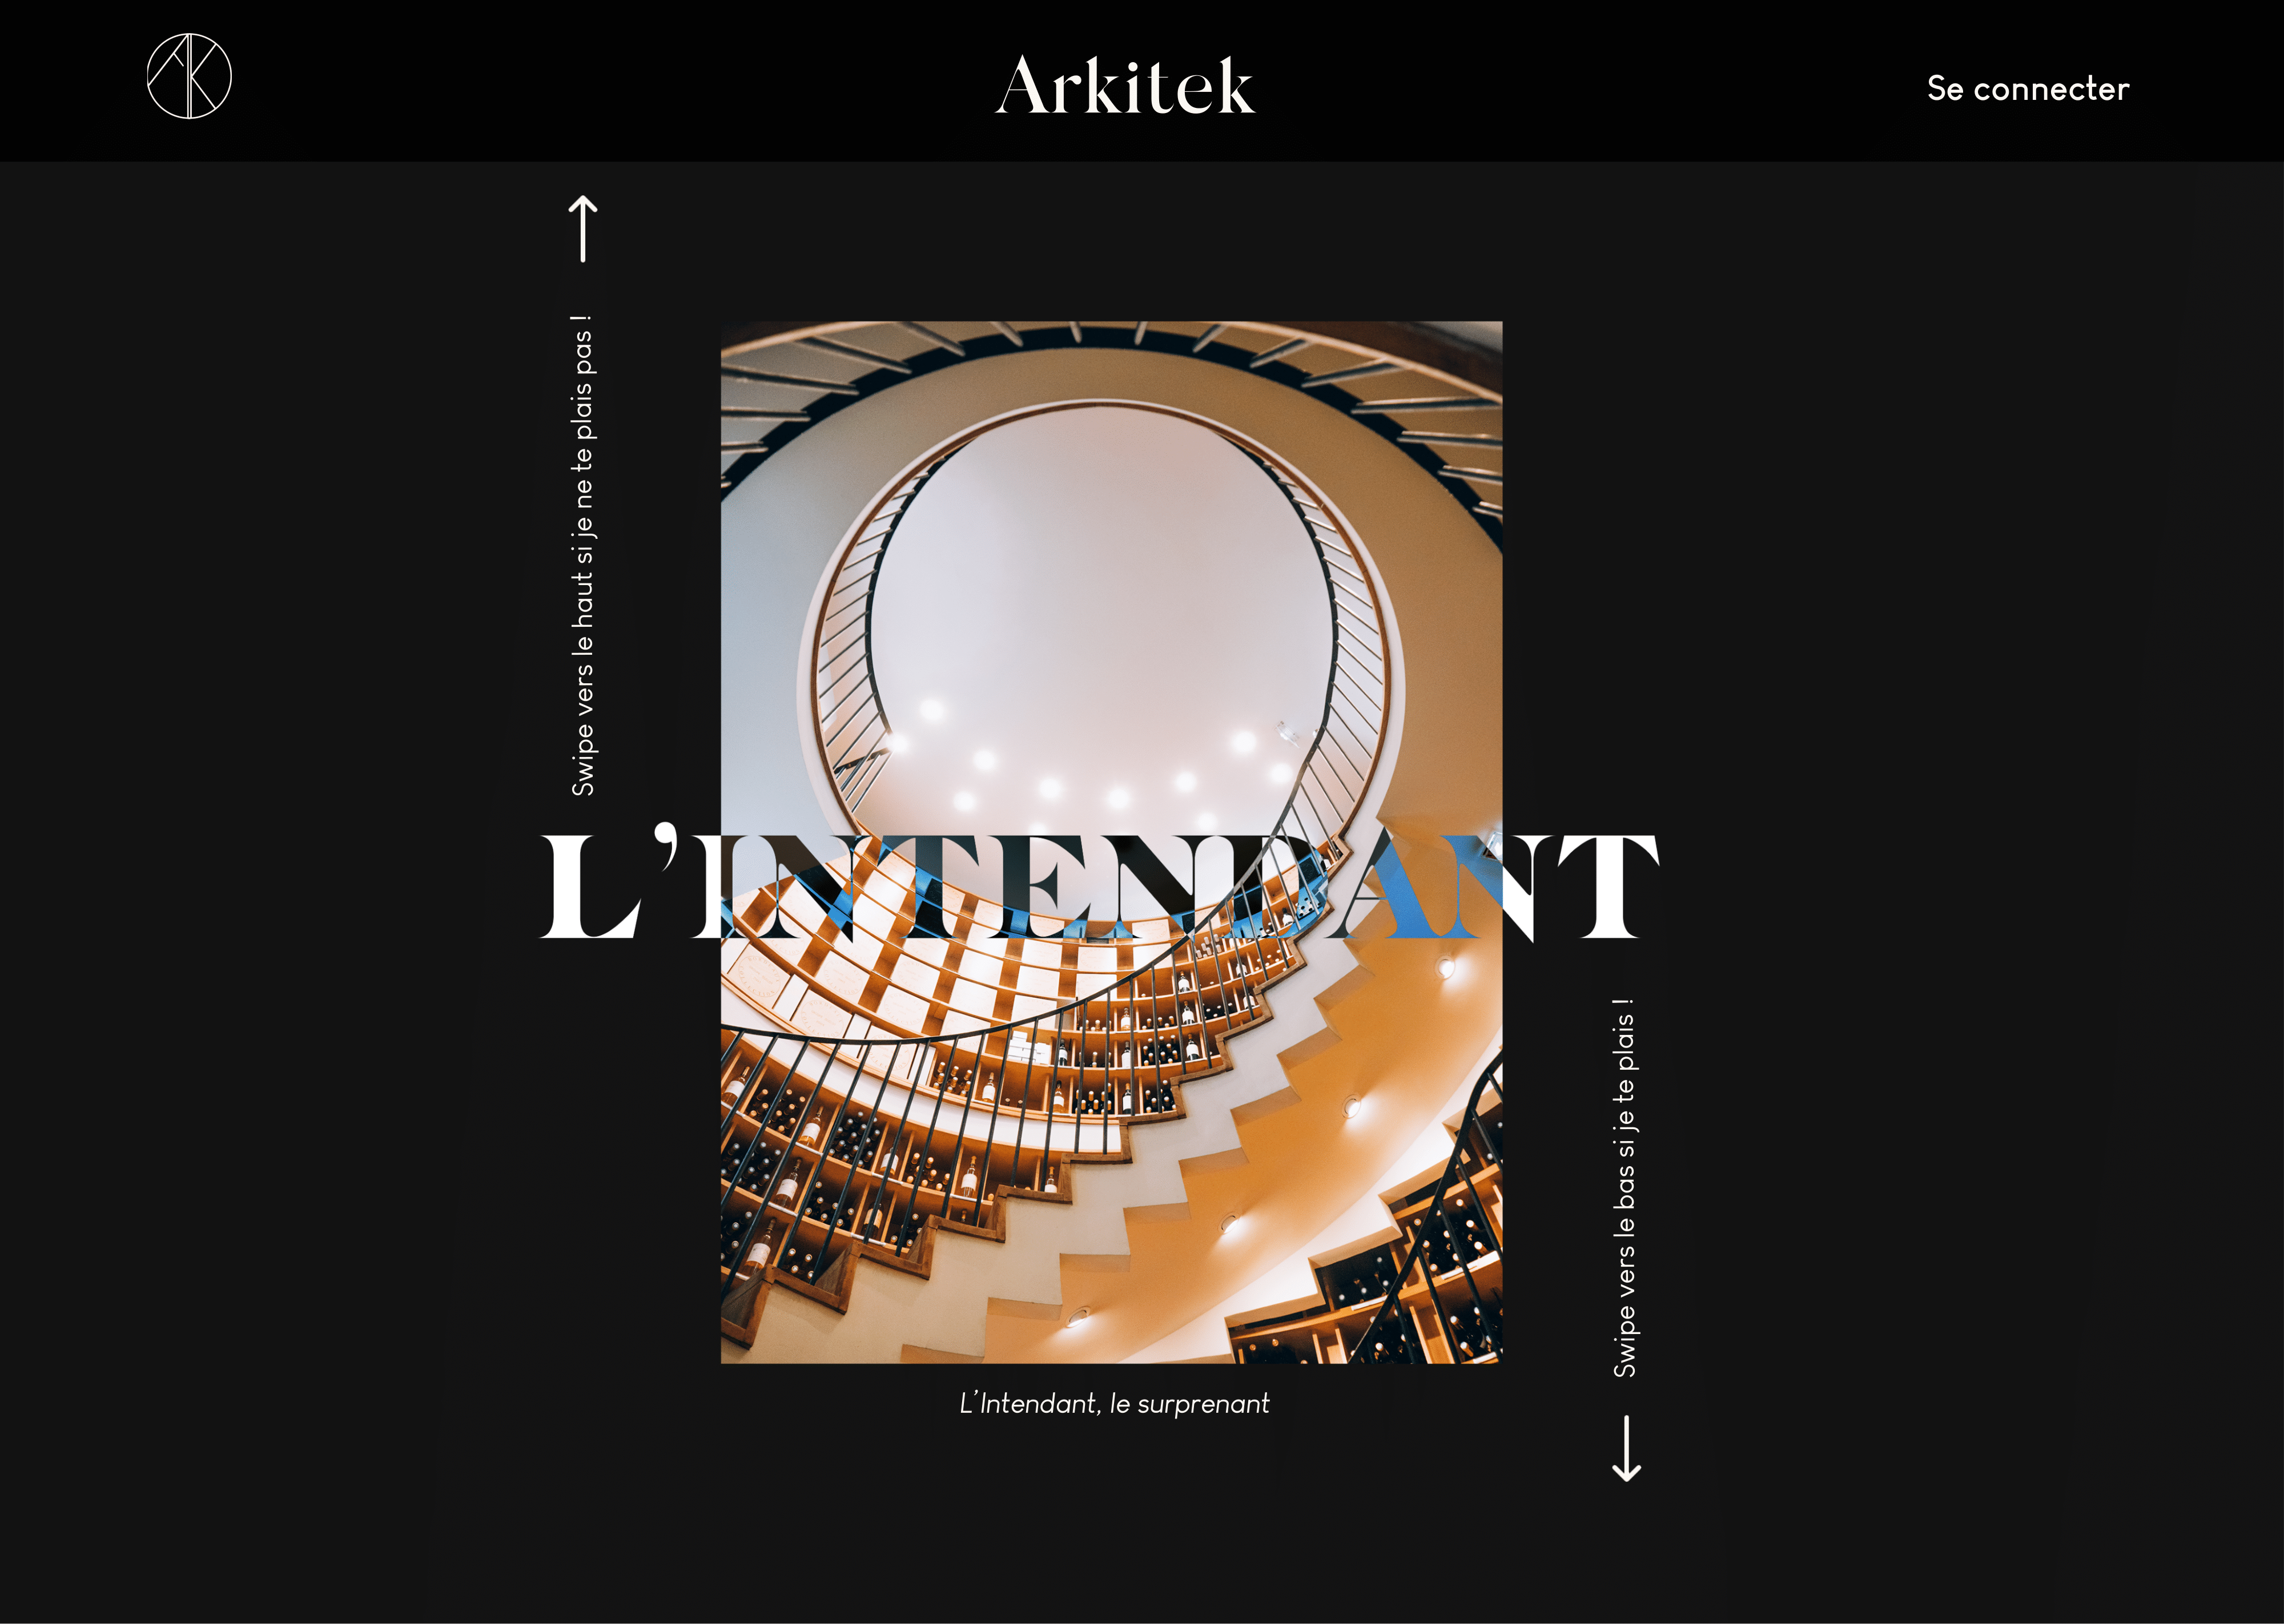 Arkitek
Se connecter
Swipe vers le haut si je ne te plais pas !
L’INTENDANT
Swipe vers le bas si je te plais !
L’Intendant, le surprenant